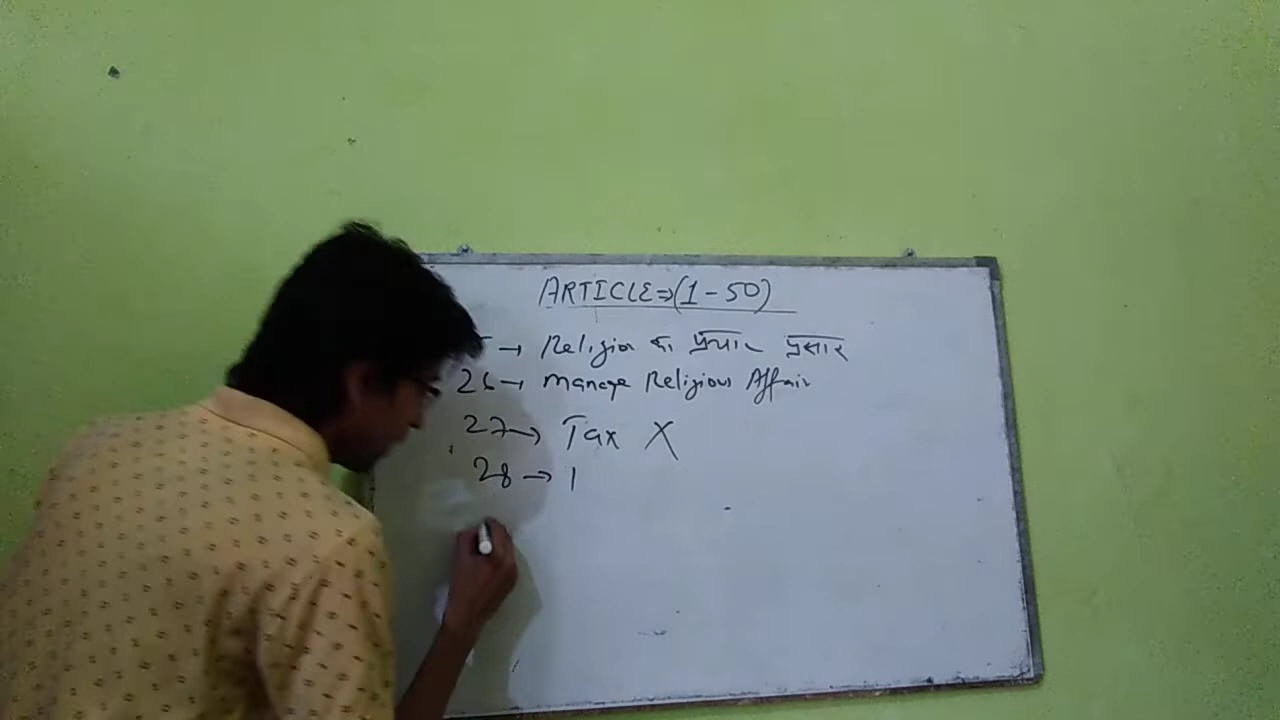 ARTICLE⇒(1-50)
→ Religion का प्रचार प्रसार
26→ Manage Religious Affair
27→ Tax X
28→ 1